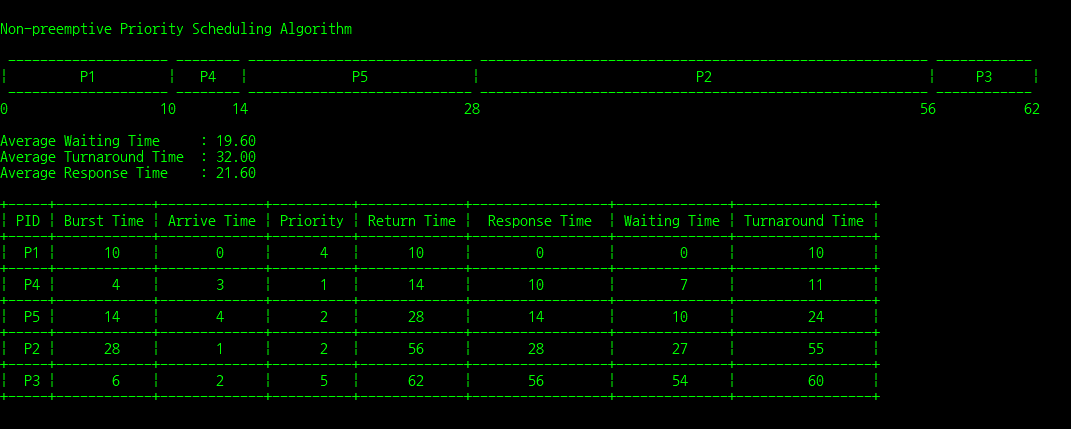 Non-preemptive Priority Scheduling Algorithm
P1 P4 P5 P2 P3
0 10 14 28 56 62
Average Waiting Time : 19.60
Average Turnaround Time : 32.00
Average Response Time : 21.60
PID | Burst Time | Arrive Time | Priority | Return Time | Response Time | Waiting Time | Turnaround Time
P1 | 10 | 0 | 4 | 10 | 0 | 0 | 10
P4 | 4 | 3 | 1 | 14 | 10 | 7 | 11
P5 | 14 | 4 | 2 | 28 | 14 | 10 | 24
P2 | 28 | 1 | 2 | 56 | 28 | 27 | 55
P3 | 6 | 2 | 5 | 62 | 56 | 54 | 60